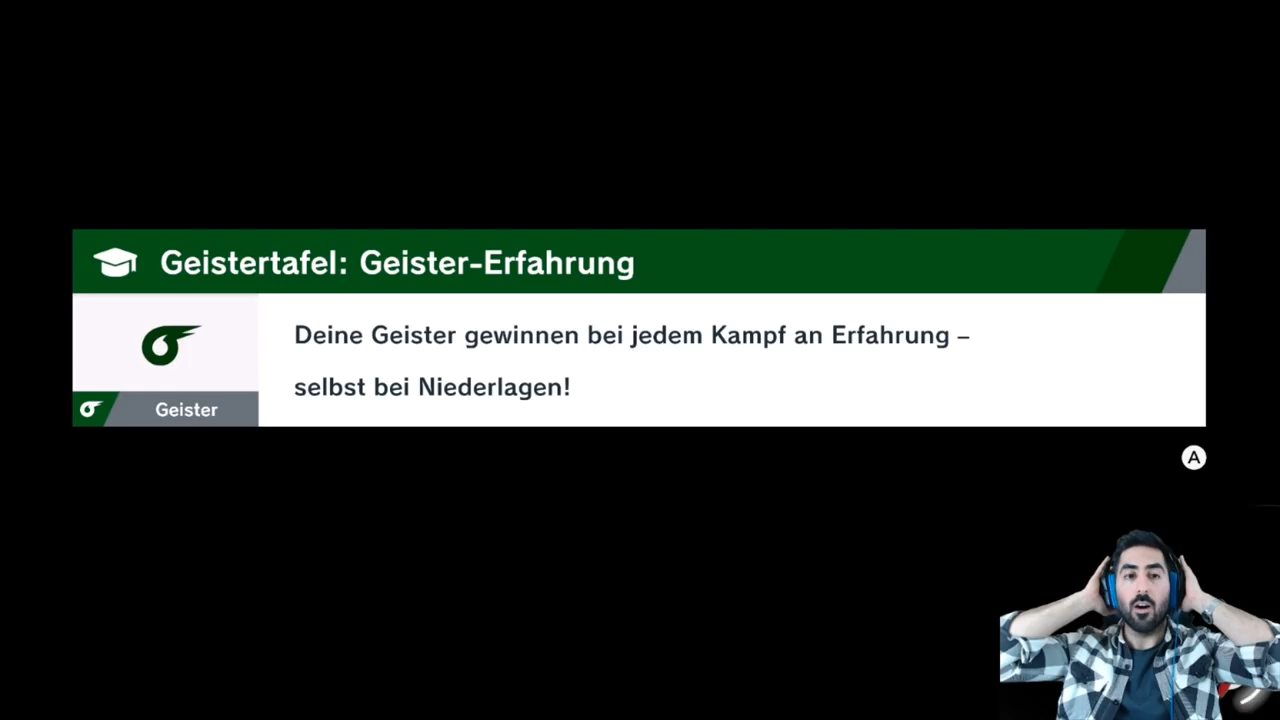 Geistertafel: Geister-Erfahrung
Deine Geister gewinnen bei jedem Kampf an Erfahrung –
selbst bei Niederlagen!
Geister
A